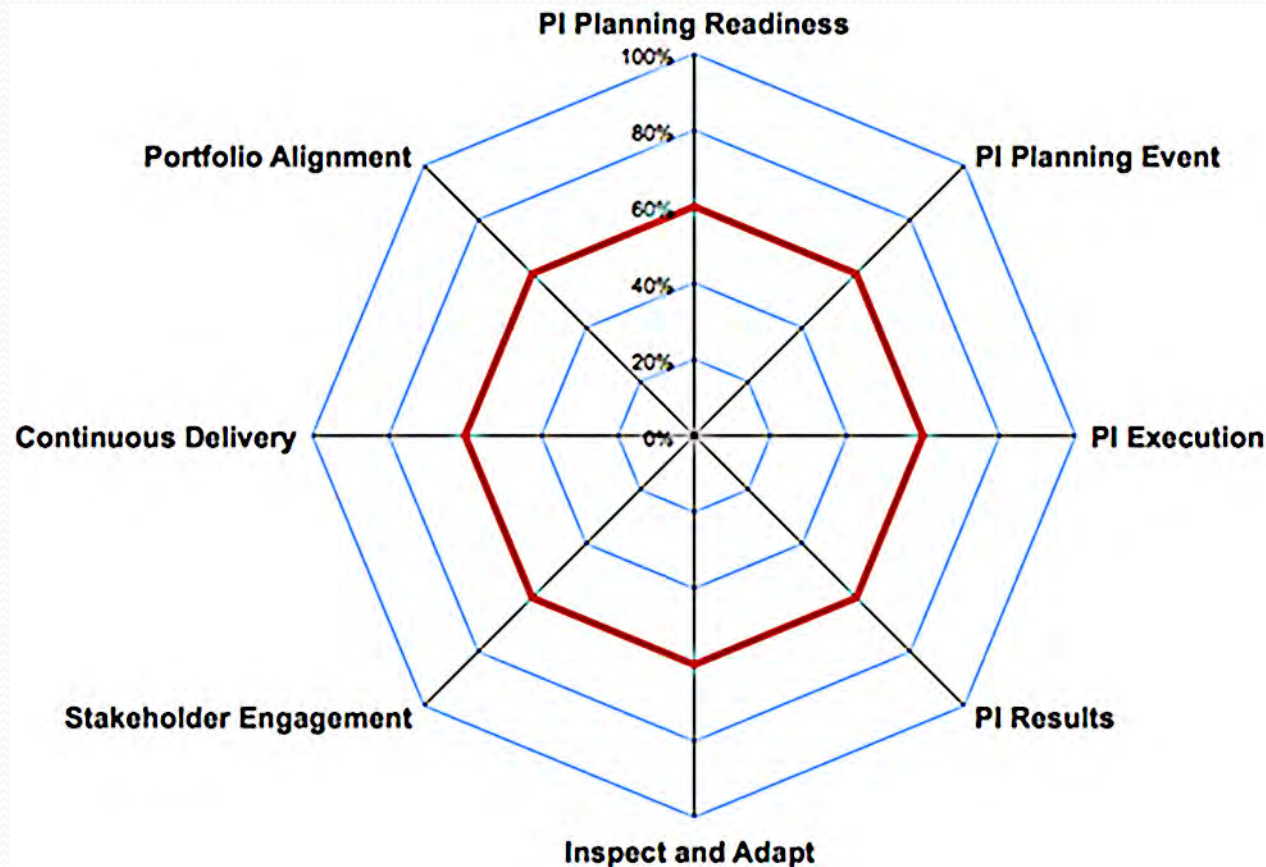 PI Planning Readiness
100%
80%
60%
40%
20%
0%
Portfolio Alignment
PI Planning Event
Continuous Delivery
PI Execution
Stakeholder Engagement
PI Results
Inspect and Adapt